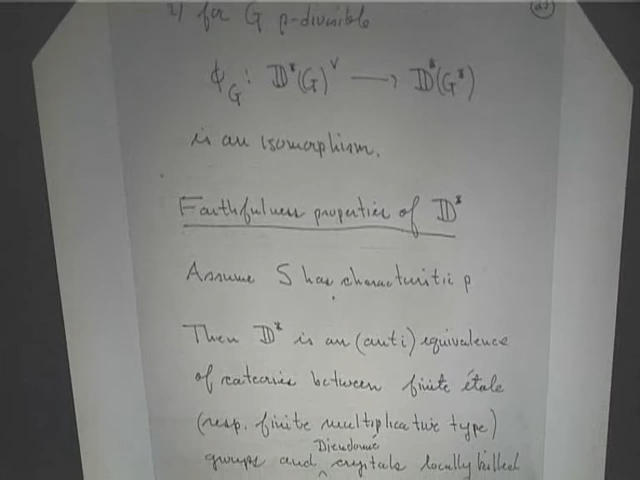 2) for G p-divisible
ϕ_G : 𝔻*(G)^∨ ⟶ 𝔻*(G*)
is an isomorphism.
Faithfulness properties of 𝔻*
Assume S has characteristic p
Then 𝔻* is an (anti) equivalence
of categories between finite étale
(resp. finite multiplicative type)
groups and Dieudonné crystals locally killed